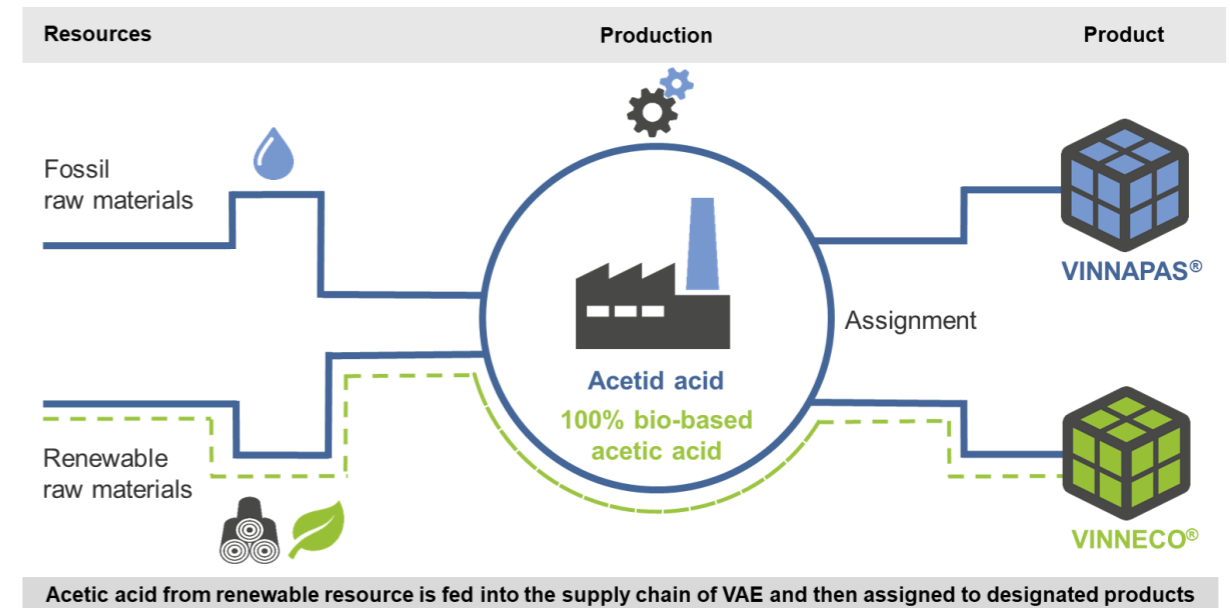 Resources
Production
Product
Fossil
raw materials
VINNAPAS®
Assignment
Acetid acid
100% bio-based
acetic acid
Renewable
raw materials
VINNECO®
Acetic acid from renewable resource is fed into the supply chain of VAE and then assigned to designated products